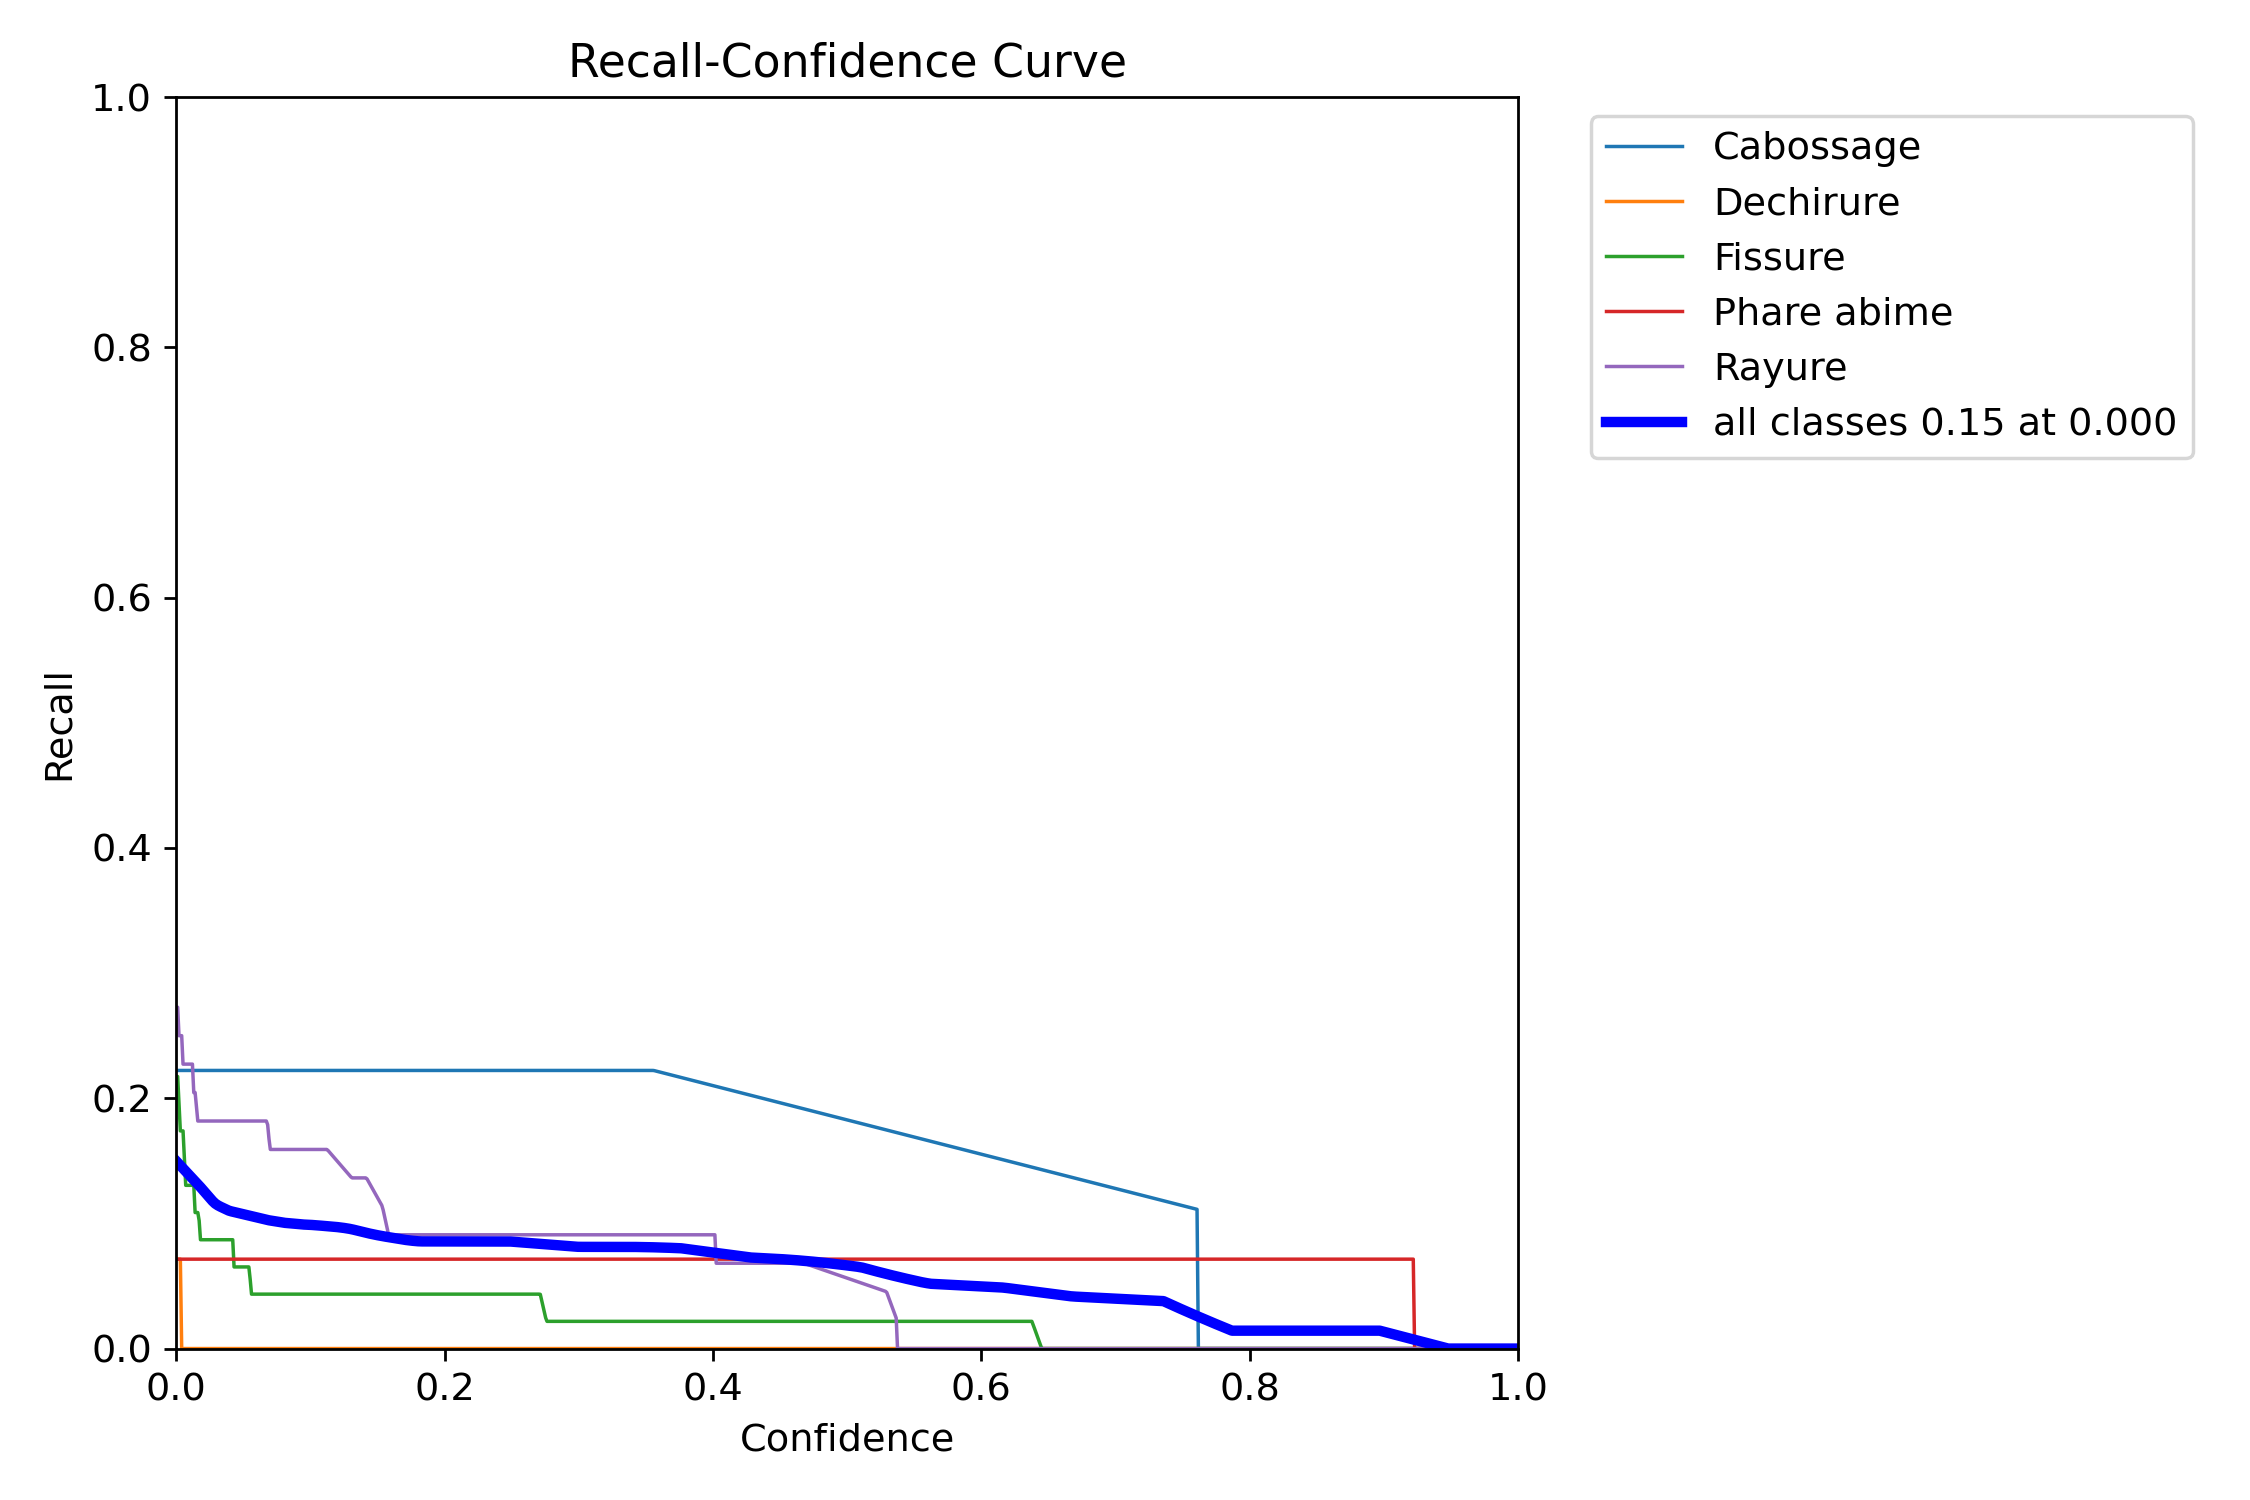 Recall-Confidence Curve
1.0
0.8
0.6
0.4
0.2
0.0
Recall
0.0 0.2 0.4 0.6 0.8 1.0
Confidence
Cabossage
Dechirure
Fissure
Phare abime
Rayure
all classes 0.15 at 0.000